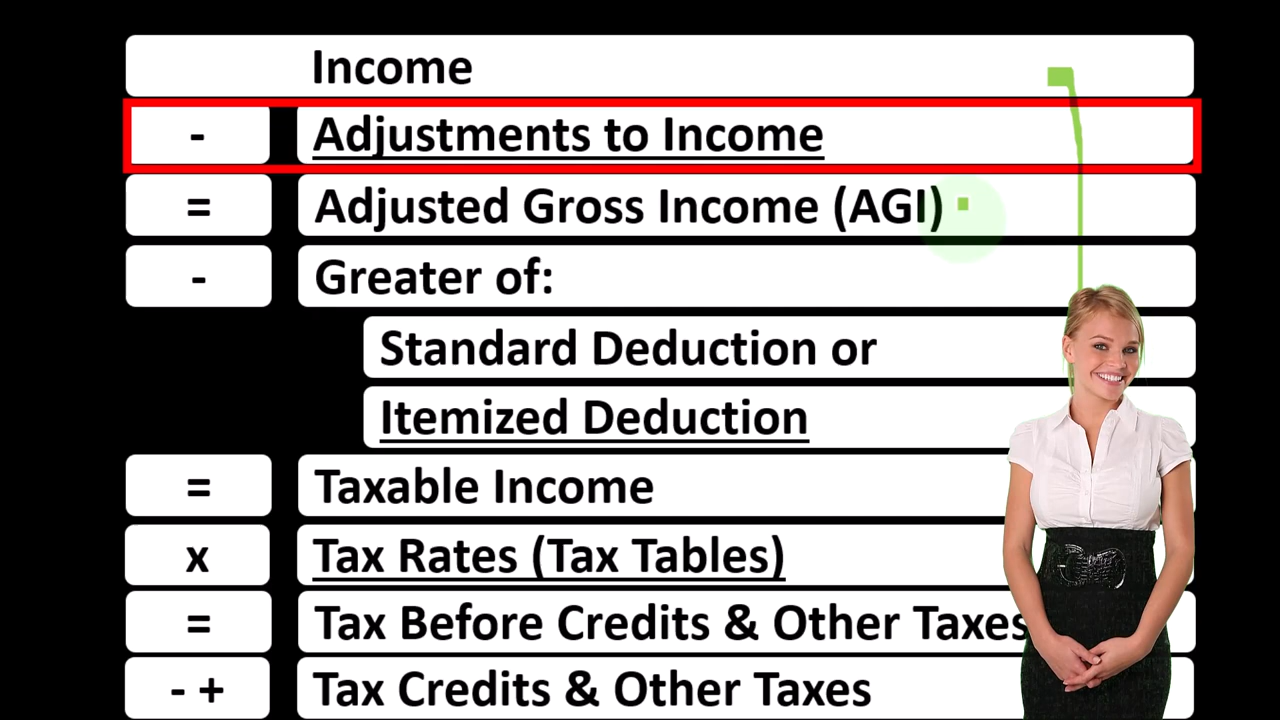 Income
- Adjustments to Income
= Adjusted Gross Income (AGI)
- Greater of:
Standard Deduction or
Itemized Deduction
= Taxable Income
x Tax Rates (Tax Tables)
= Tax Before Credits & Other Taxes
- + Tax Credits & Other Taxes